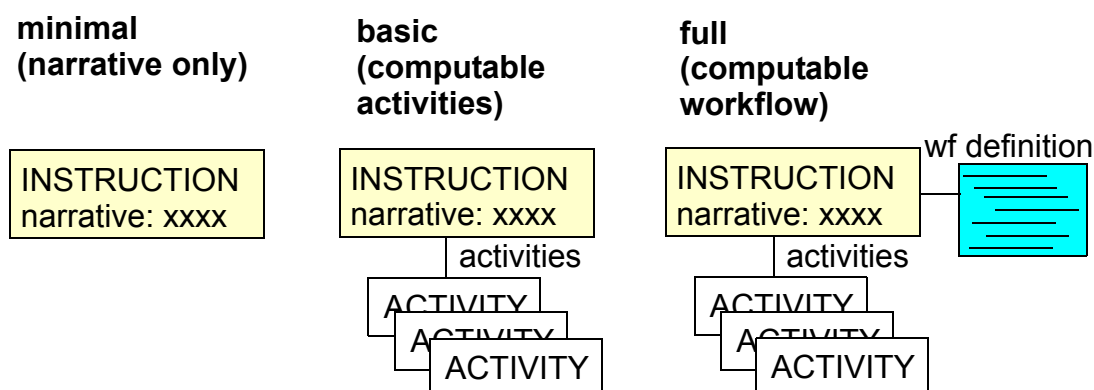 minimal
(narrative only)
INSTRUCTION
narrative: xxxx
basic
(computable
activities)
INSTRUCTION
narrative: xxxx
activities
ACTIVITY
ACTIVITY
ACTIVITY
full
(computable
workflow)
INSTRUCTION
narrative: xxxx
wf definition
activities
ACTIVITY
ACTIVITY
ACTIVITY